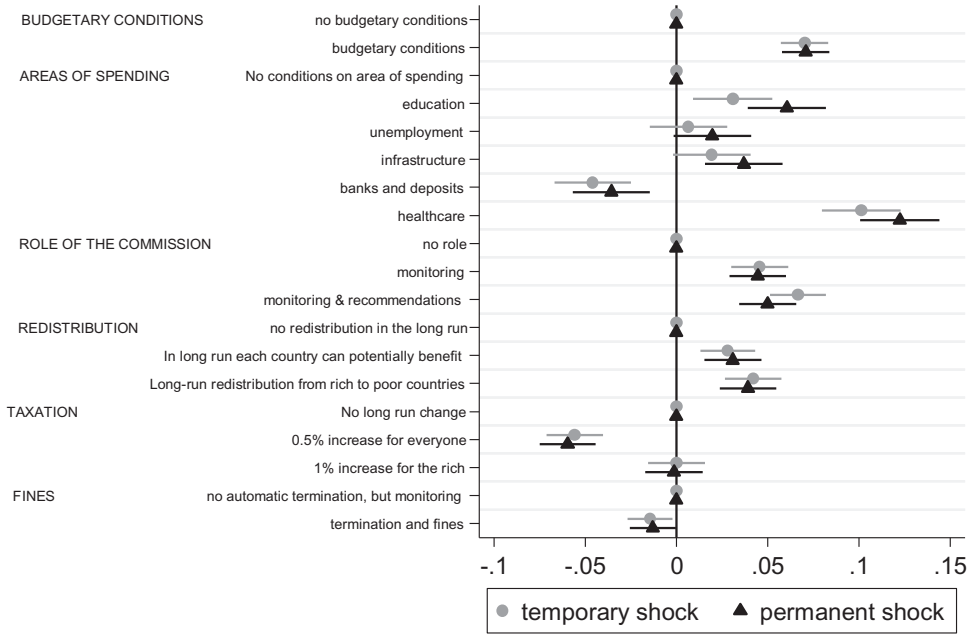 BUDGETARY CONDITIONS no budgetary conditions
budgetary conditions
AREAS OF SPENDING No conditions on area of spending
education
unemployment
infrastructure
banks and deposits
healthcare
ROLE OF THE COMMISSION no role
monitoring
monitoring & recommendations
REDISTRIBUTION no redistribution in the long run
In long run each country can potentially benefit
Long-run redistribution from rich to poor countries
TAXATION No long run change
0.5% increase for everyone
1% increase for the rich
FINES no automatic termination, but monitoring
termination and fines
-.1 -.05 0 .05 .1 .15
temporary shock permanent shock